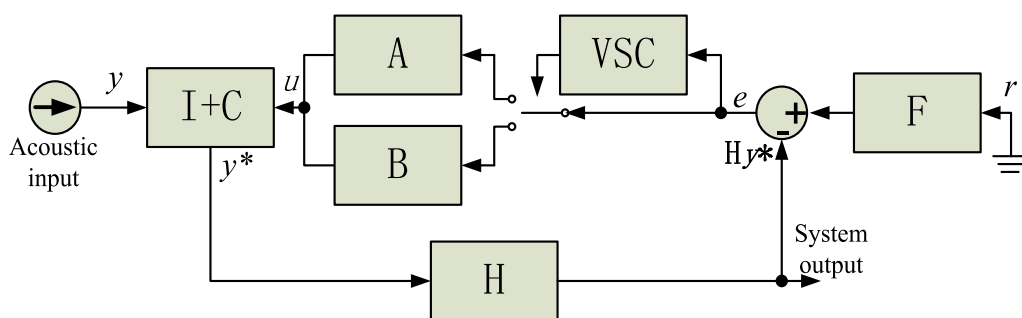 y
Acoustic
input
I+C
y*
u
A
B
VSC
e
+
-
Hy*
F
r
H
System
output